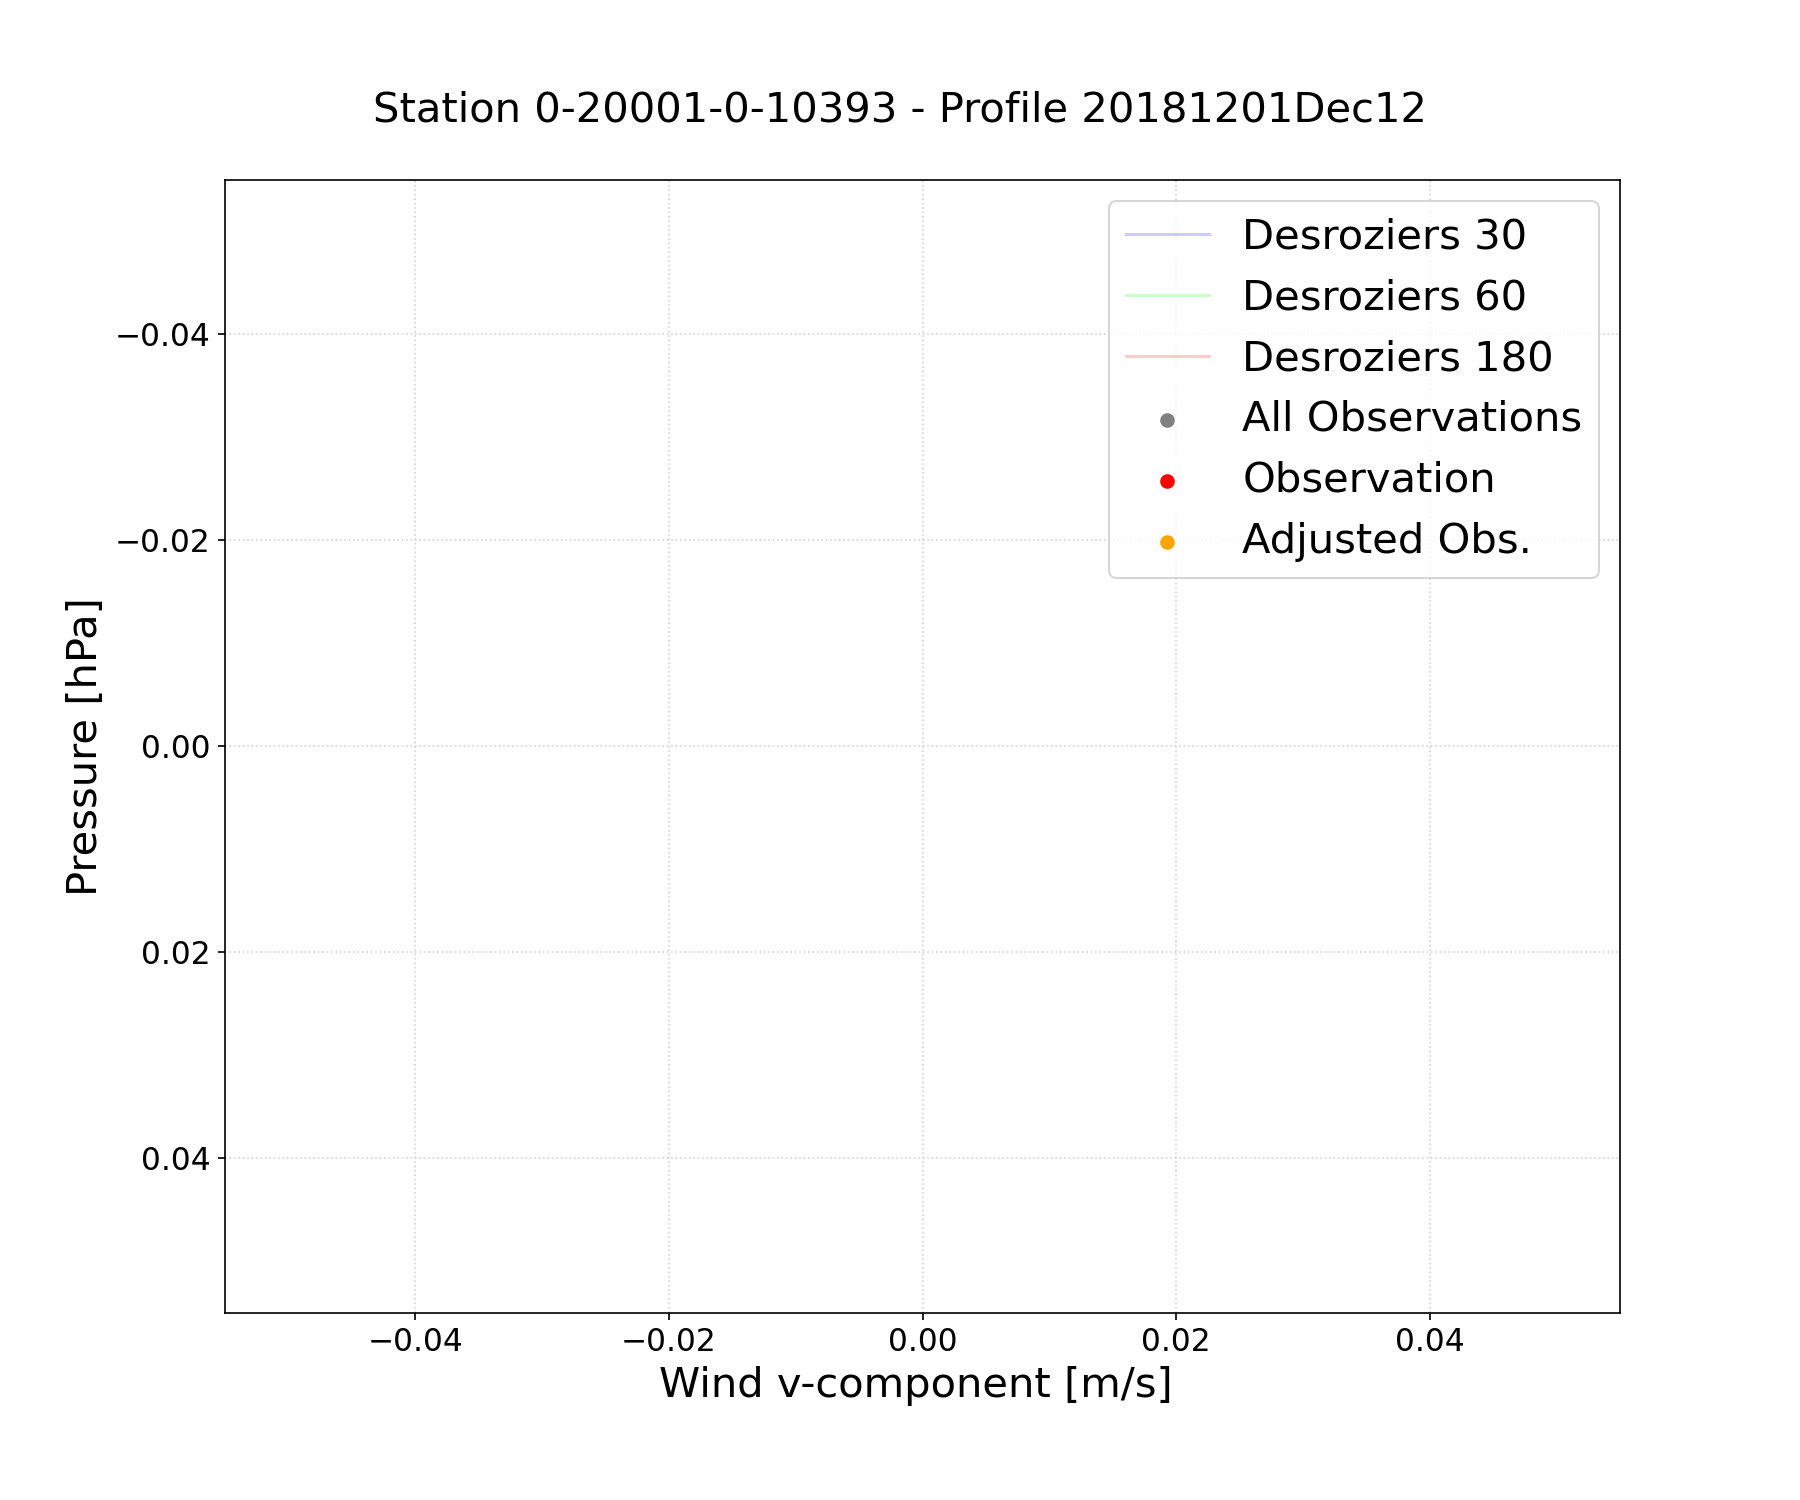 Station 0-20001-0-10393 - Profile 20181201Dec12
Desroziers 30
Desroziers 60
Desroziers 180
All Observations
Observation
Adjusted Obs.
Pressure [hPa]
−0.04
−0.02
0.00
0.02
0.04
−0.04
−0.02
0.00
0.02
0.04
Wind v-component [m/s]